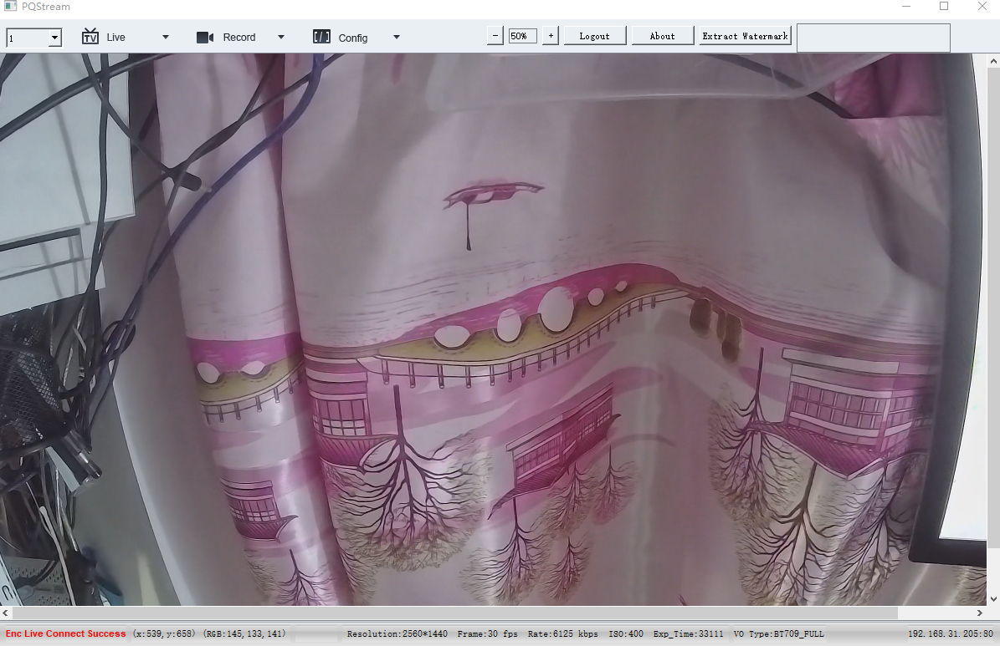 PQStream
1 Live Record Config − 50% + Logout About Extract Watermark
Enc Live Connect Success (x:539,y:658) (RGB:145,133,141) Resolution:2560*1440 Frame:30 fps Rate:6125 kbps ISO:400 Exp_Time:33111 VO Type:BT709_FULL 192.168.31.205:80